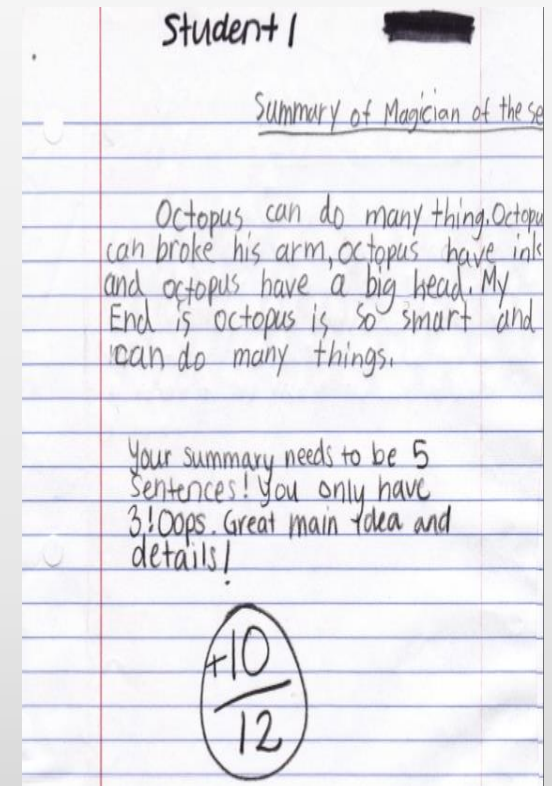 Student 1
Summary of Magician of the se
Octopus can do many thing. Octopu
can broke his arm, octopus have ink
and octopus have a big head. My
End is octopus is so smart and
can do many things.
Your summary needs to be 5
Sentences! You only have
3! Oops. Great main idea and
details!
+10
12